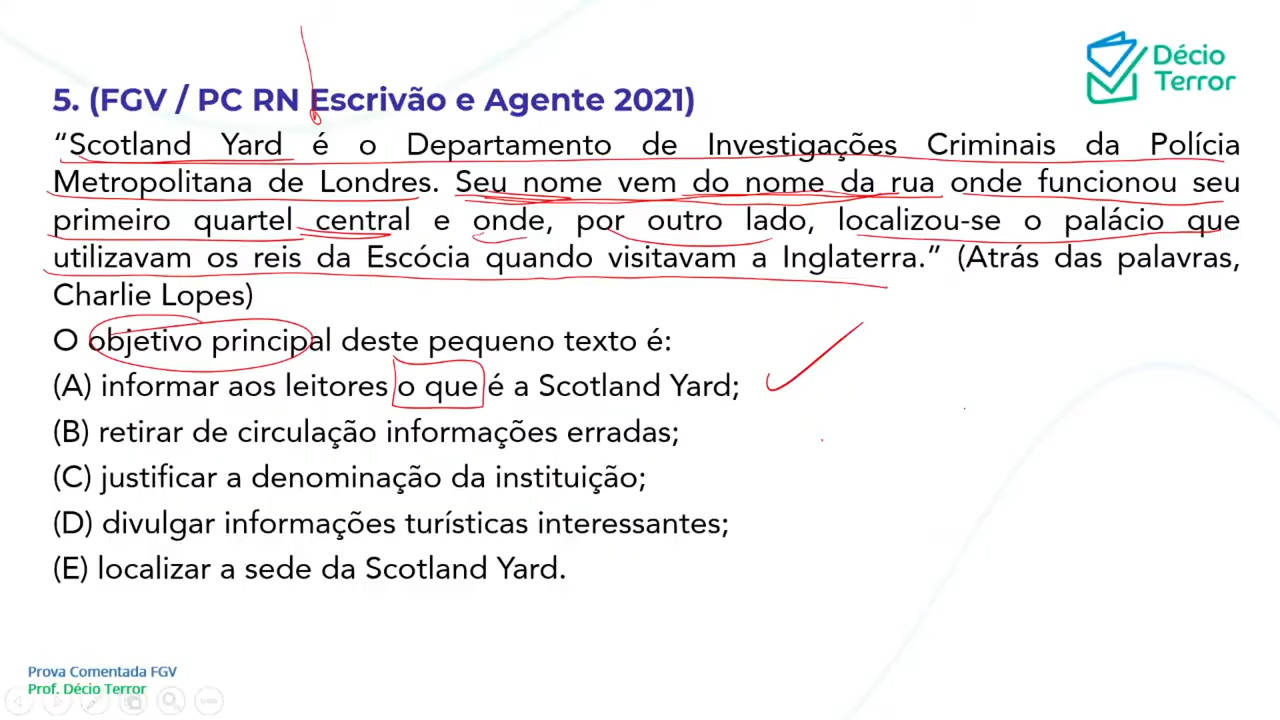 Décio
Terror
5. (FGV / PC RN Escrivão e Agente 2021)
“Scotland Yard é o Departamento de Investigações Criminais da Polícia
Metropolitana de Londres. Seu nome vem do nome da rua onde funcionou seu
primeiro quartel central e onde, por outro lado, localizou-se o palácio que
utilizavam os reis da Escócia quando visitavam a Inglaterra.” (Atrás das palavras,
Charlie Lopes)
O objetivo principal deste pequeno texto é:
(A) informar aos leitores o que é a Scotland Yard;
(B) retirar de circulação informações erradas;
(C) justificar a denominação da instituição;
(D) divulgar informações turísticas interessantes;
(E) localizar a sede da Scotland Yard.
Prova Comentada FGV
Prof. Décio Terror